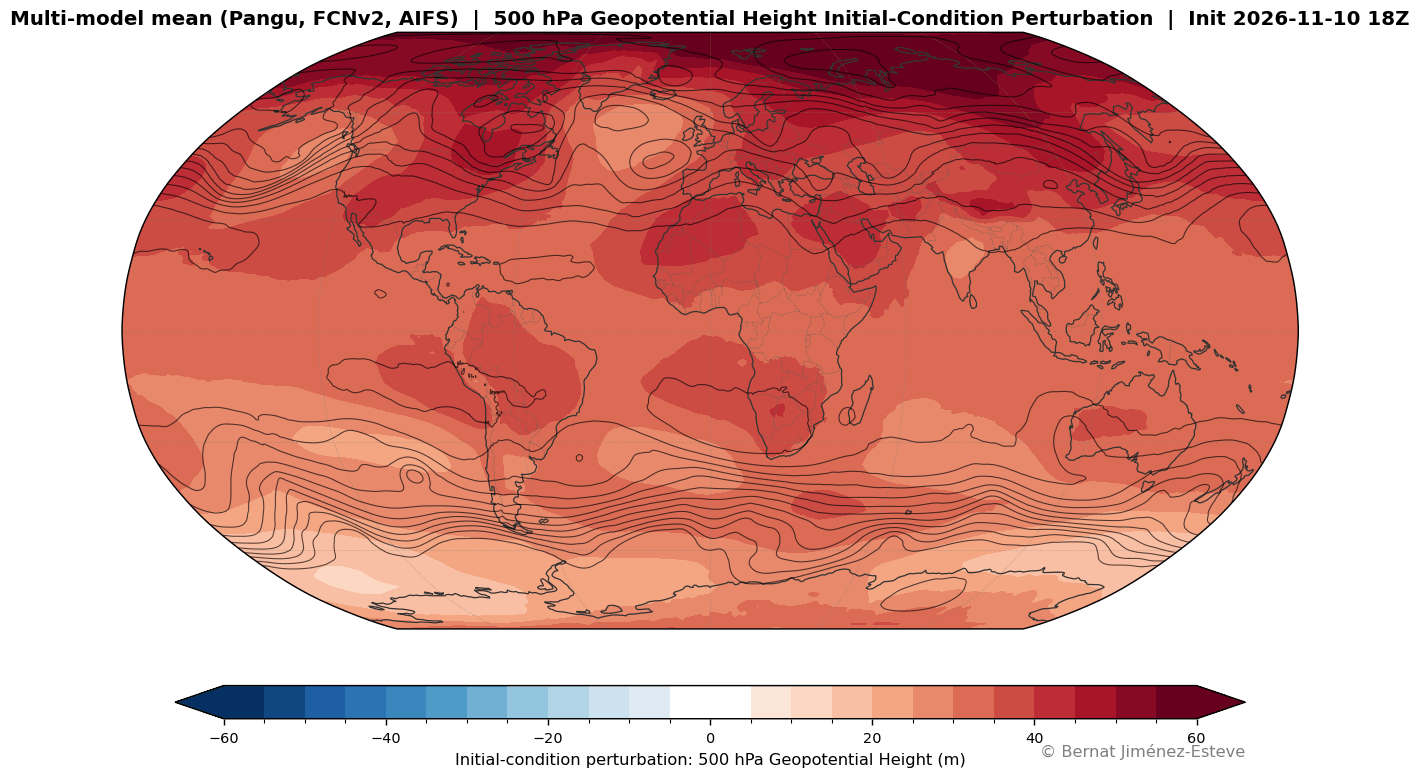 Multi-model mean (Pangu, FCNv2, AIFS) | 500 hPa Geopotential Height Initial-Condition Perturbation | Init 2026-11-10 18Z
−60 −40 −20 0 20 40 60
Initial-condition perturbation: 500 hPa Geopotential Height (m)
© Bernat Jiménez-Esteve